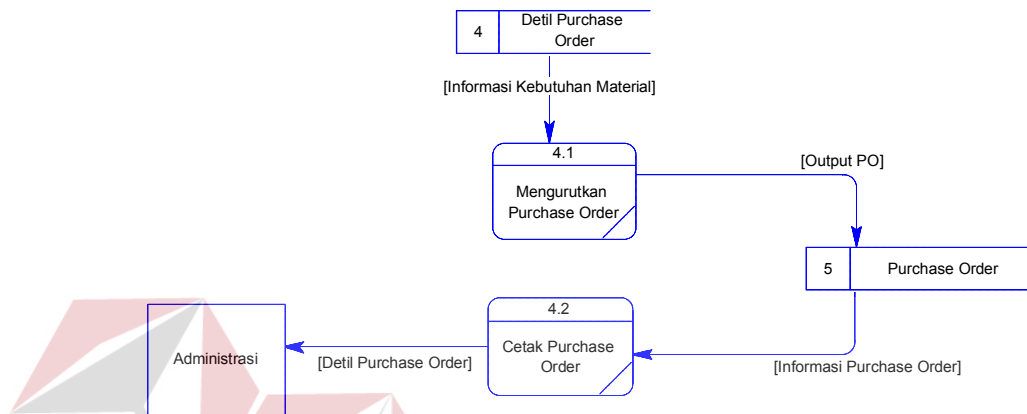 4
Detil Purchase
Order
[Informasi Kebutuhan Material]
4.1
Mengurutkan
Purchase Order
[Output PO]
5
Purchase Order
[Informasi Purchase Order]
4.2
Cetak Purchase
Order
[Detil Purchase Order]
Administrasi